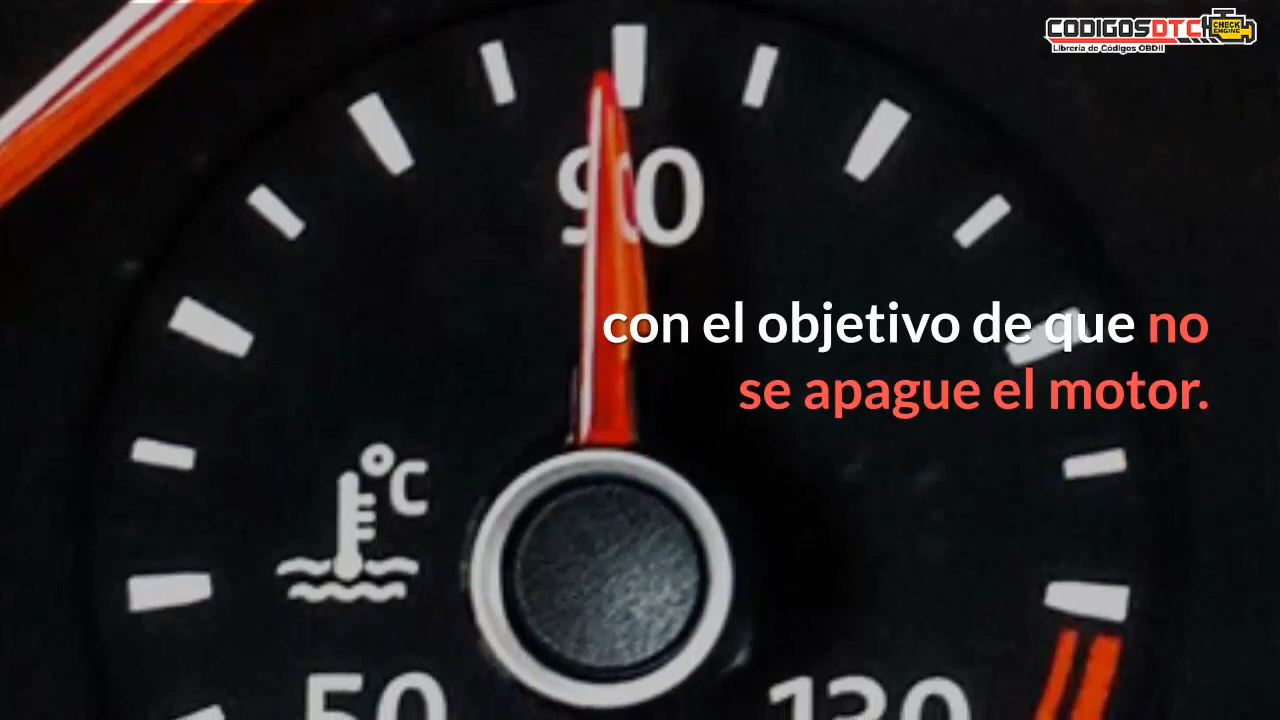 CODIGOSDTC
CHECK
ENGINE
Librería de Códigos OBDII
90
con el objetivo de que no
se apague el motor.
°C
50
130